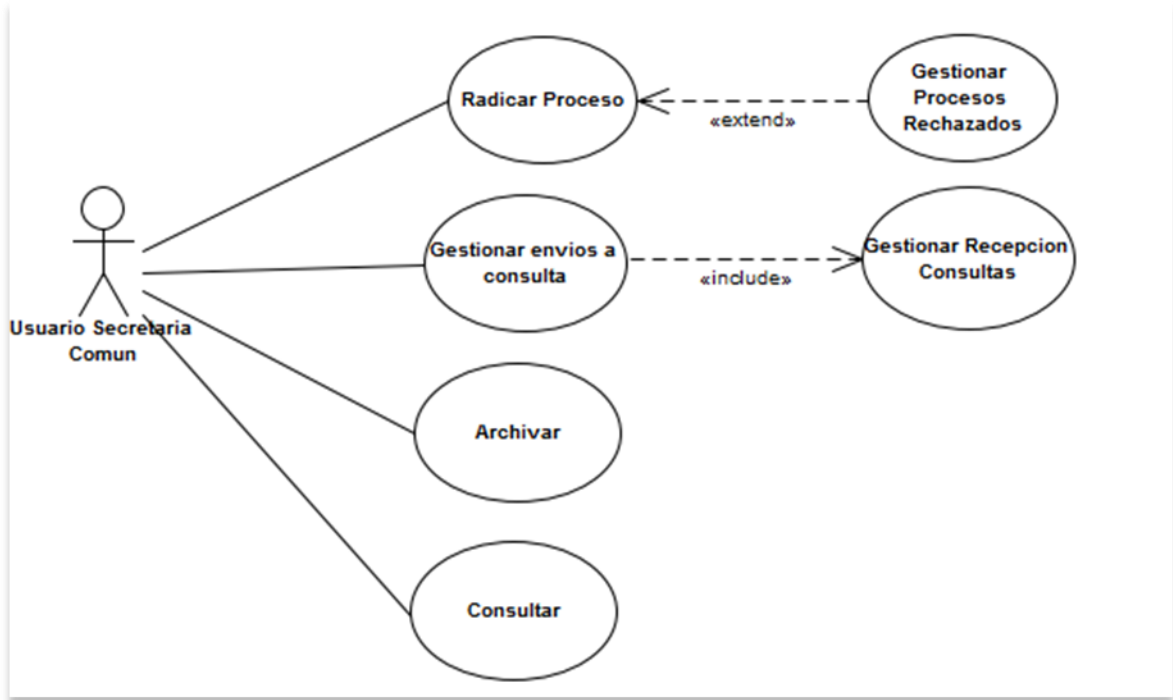 Radicar Proceso
«extend»
Gestionar
Procesos
Rechazados
Usuario Secretaria
Comun
Gestionar envios a
consulta
«include»
Gestionar Recepcion
Consultas
Archivar
Consultar